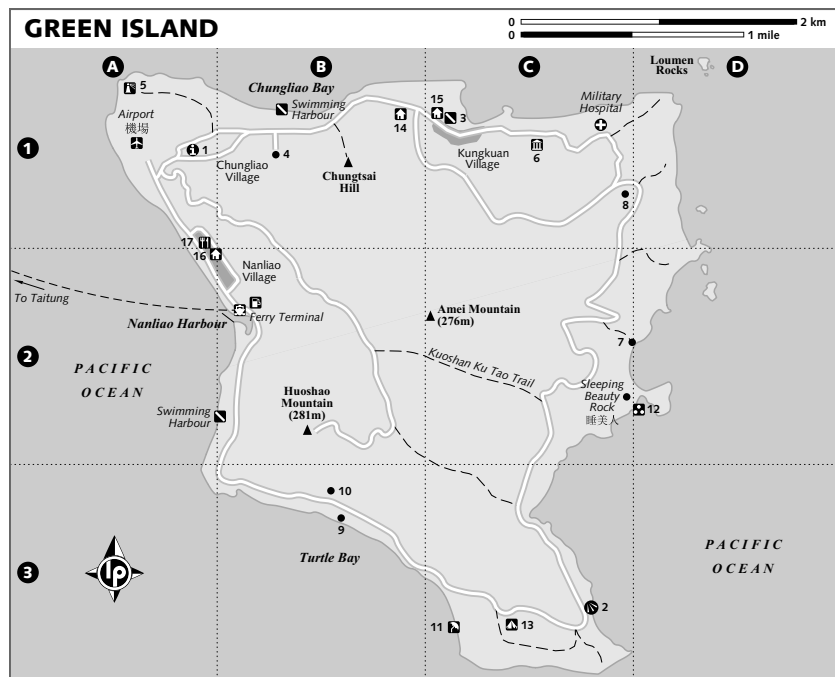 GREEN ISLAND
0 2 km
0 1 mile
A
B
C
D
Loumen
Rocks
5
Chungliao Bay
Swimming
Harbour
15
3
14
Military
Hospital
Airport
機場
1
1
Chungliao
Village
4
Chungtsai
Hill
Kungkuan
Village
6
8
17
16
Nanliao
Village
To Taitung
Nanliao Harbour
Ferry Terminal
Amei Mountain
(276m)
2
7
PACIFIC
OCEAN
Kuoshan Ku Tao Trail
Huoshao
Mountain
(281m)
Sleeping
Beauty
Rock
睡美人
12
Swimming
Harbour
10
9
Turtle Bay
PACIFIC
OCEAN
3
lp
2
11
13